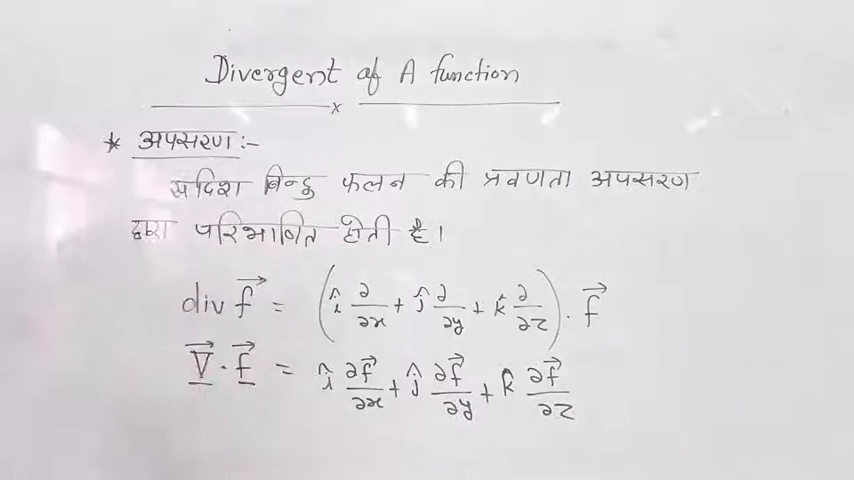 Divergent of A function
* अपसरण :-
सदिश बिन्दु फलन की प्रवणता अपसरण
द्वारा परिभाषित होती है।
div f⃗ = (î ∂/∂x + ĵ ∂/∂y + k̂ ∂/∂z) . f⃗
V⃗ . f⃗ = î ∂f⃗/∂x + ĵ ∂f⃗/∂y + k̂ ∂f⃗/∂z